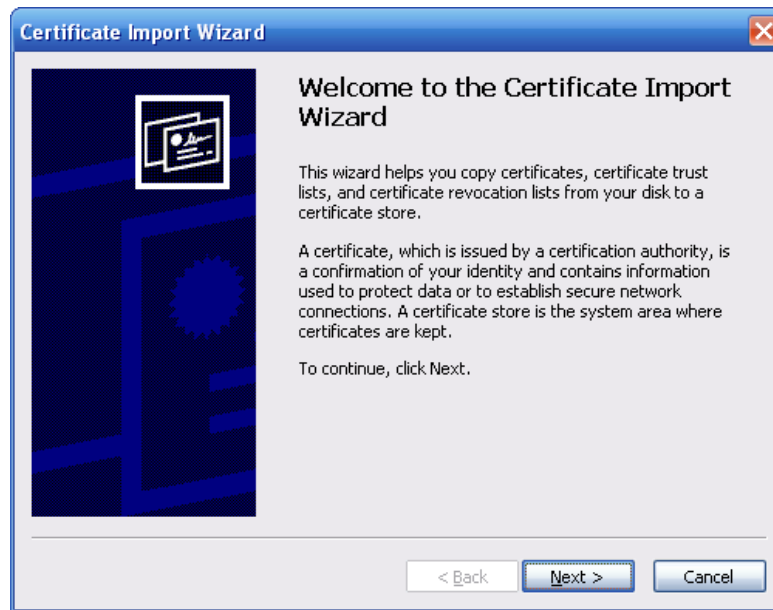 Certificate Import Wizard
Welcome to the Certificate Import
Wizard
This wizard helps you copy certificates, certificate trust
lists, and certificate revocation lists from your disk to a
certificate store.
A certificate, which is issued by a certification authority, is
a confirmation of your identity and contains information
used to protect data or to establish secure network
connections. A certificate store is the system area where
certificates are kept.
To continue, click Next.
< Back
Next >
Cancel